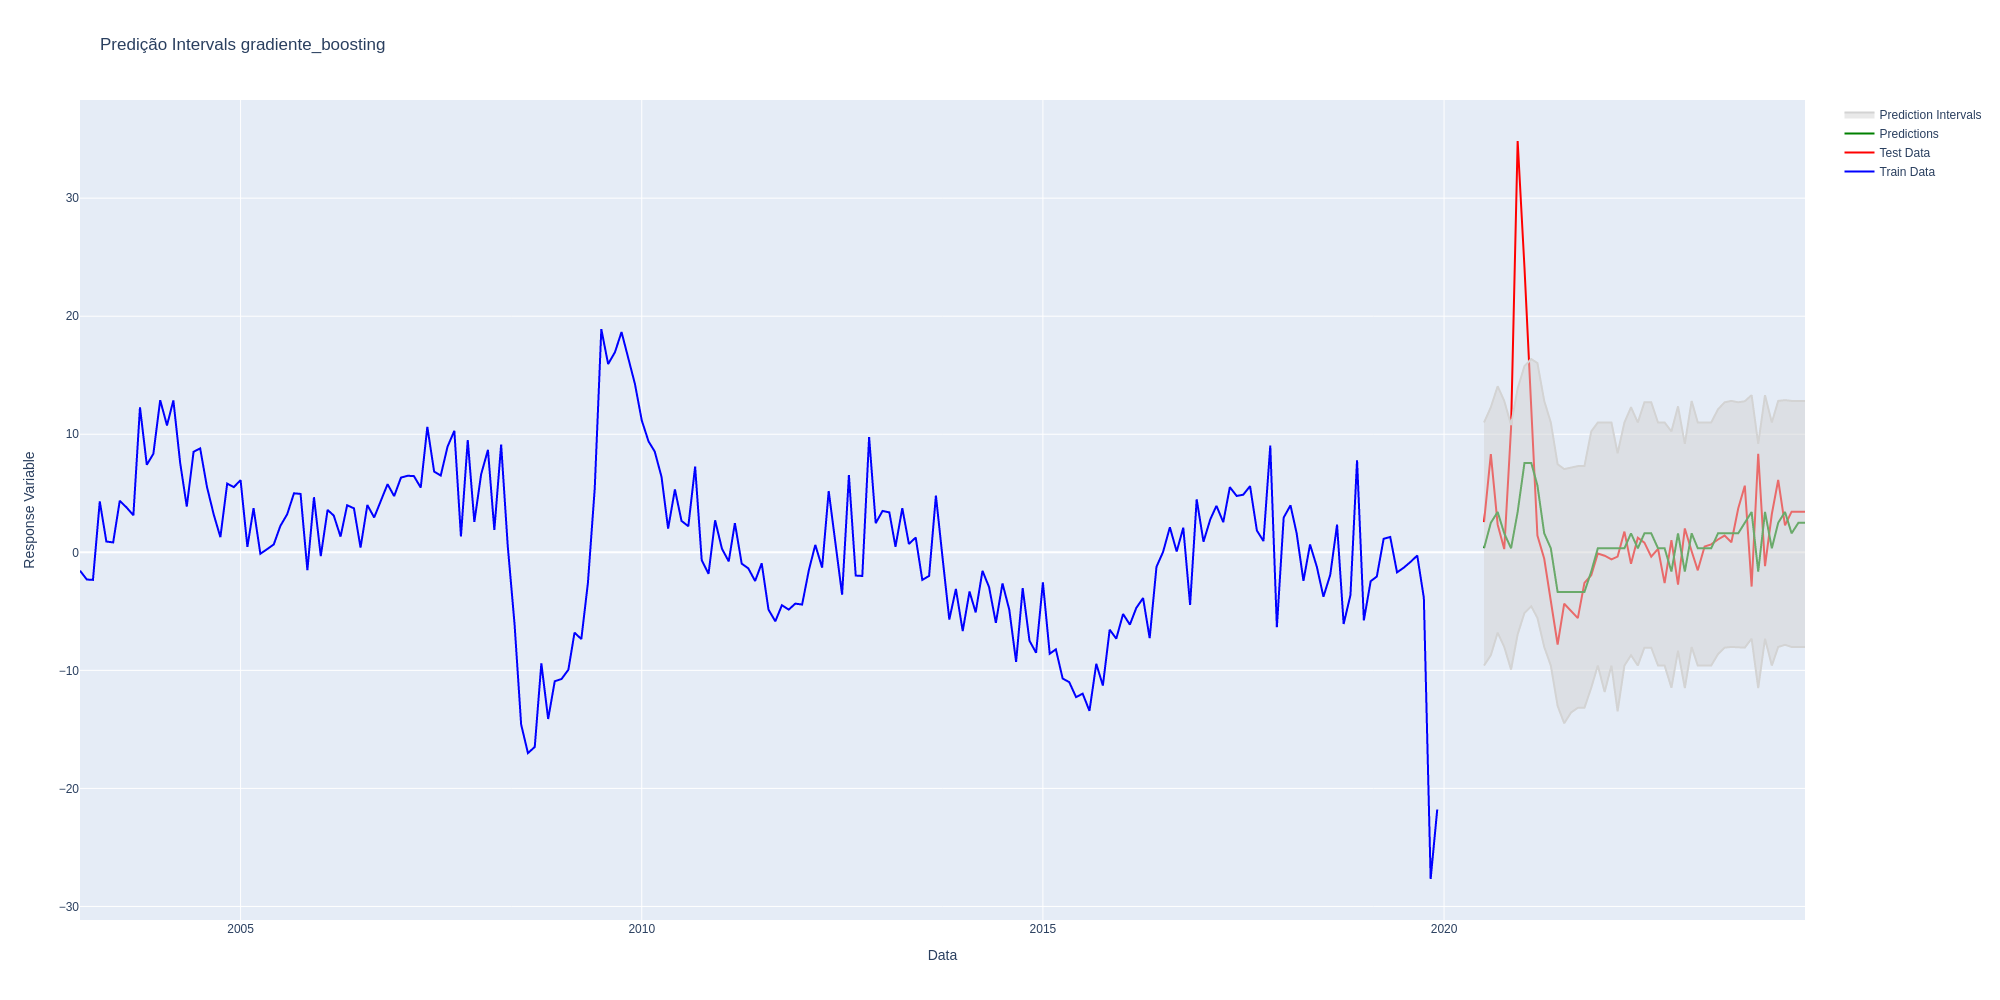 Predição Intervals gradiente_boosting
Prediction Intervals
Predictions
Test Data
Train Data
Response Variable
30
20
10
0
−10
−20
−30
2005
2010
2015
2020
Data